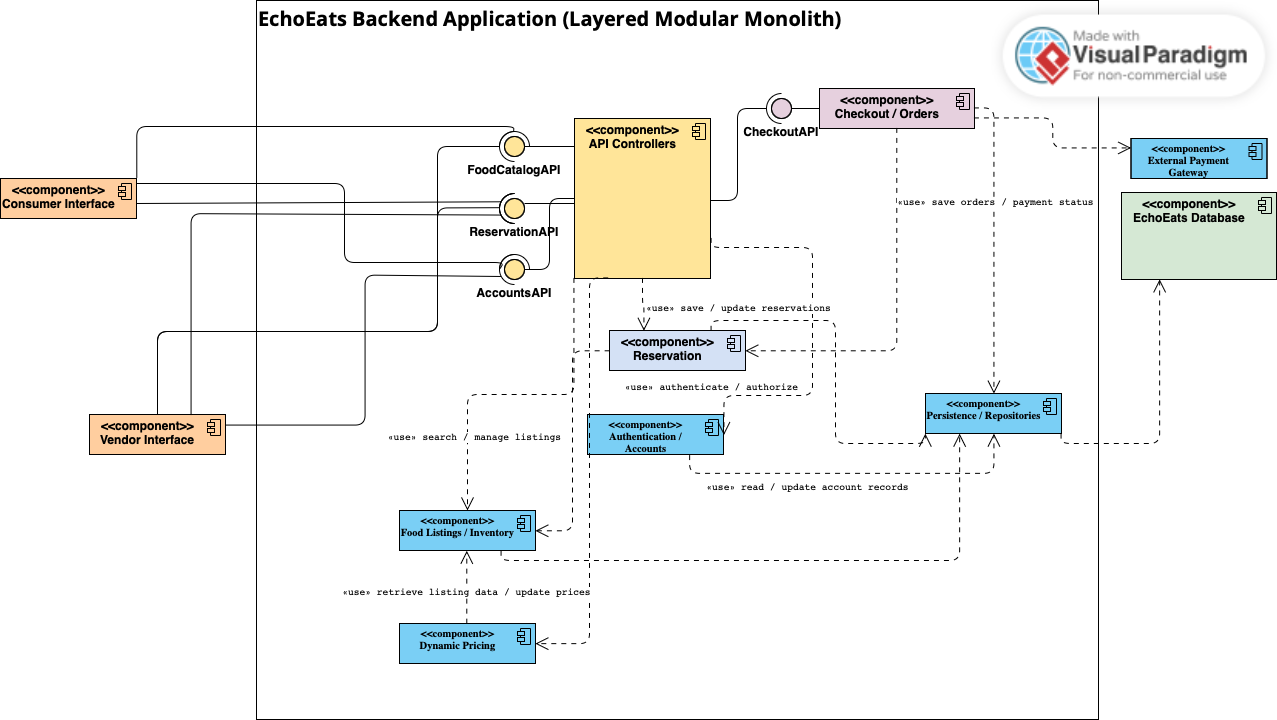 EchoEats Backend Application (Layered Modular Monolith)
Made with
Visual Paradigm
For non-commercial use
<<component>>
Checkout / Orders
CheckoutAPI
<<component>>
API Controllers
FoodCatalogAPI
<<component>>
External Payment
Gateway
<<component>>
Consumer Interface
<<component>>
EchoEats Database
«use» save orders / payment status
ReservationAPI
AccountsAPI
«use» save / update reservations
<<component>>
Reservation
«use» authenticate / authorize
<<component>>
Persistence / Repositories
<<component>>
Vendor Interface
<<component>>
Authentication /
Accounts
«use» search / manage listings
«use» read / update account records
<<component>>
Food Listings / Inventory
«use» retrieve listing data / update prices
<<component>>
Dynamic Pricing